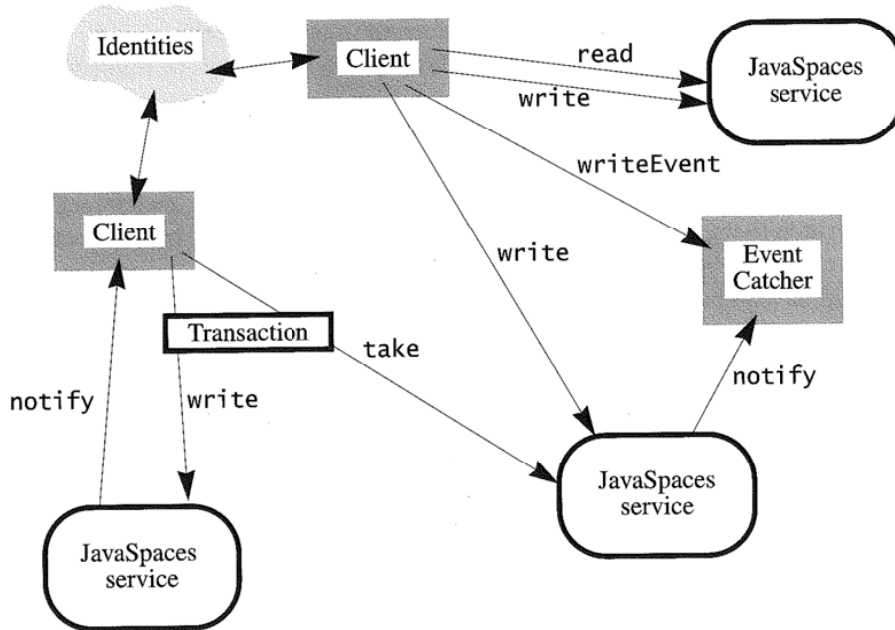 Identities
Client
read
JavaSpaces
service
write
writeEvent
Client
write
Event
Catcher
Transaction
take
notify
write
notify
JavaSpaces
service
JavaSpaces
service